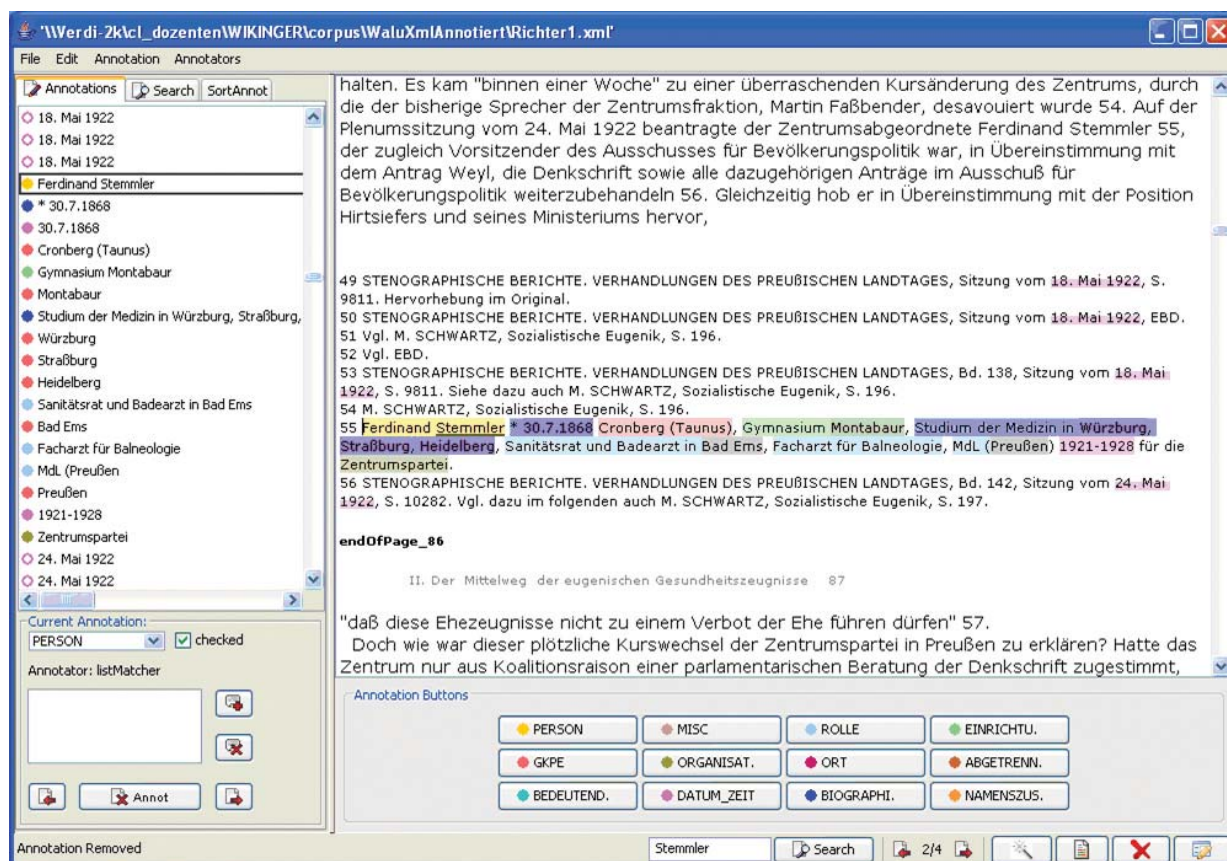 '\\Werdi-2k\cl_dozenten\WIKINGER\corpus\WaluXmlAnnotiert\Richter1.xml'
File Edit Annotation Annotators
Annotations Search SortAnnot
18. Mai 1922
18. Mai 1922
18. Mai 1922
Ferdinand Stemmler
* 30.7.1868
30.7.1868
Cronberg (Taunus)
Gymnasium Montabaur
Montabaur
Studium der Medizin in Würzburg, Straßburg,
Würzburg
Straßburg
Heidelberg
Sanitätsrat und Badearzt in Bad Ems
Bad Ems
Facharzt für Balneologie
MdL (Preußen
Preußen
1921-1928
Zentrumspartei
24. Mai 1922
24. Mai 1922
Current Annotation:
PERSON checked
Annotator: listMatcher
Annot
halten. Es kam "binnen einer Woche" zu einer überraschenden Kursänderung des Zentrums, durch
die der bisherige Sprecher der Zentrumsfraktion, Martin Faßbender, desavouiert wurde 54. Auf der
Plenumssitzung vom 24. Mai 1922 beantragte der Zentrumsabgeordnete Ferdinand Stemmler 55,
der zugleich Vorsitzender des Ausschusses für Bevölkerungspolitik war, in Übereinstimmung mit
dem Antrag Weyl, die Denkschrift sowie alle dazugehörigen Anträge im Ausschuß für
Bevölkerungspolitik weiterzubehandeln 56. Gleichzeitig hob er in Übereinstimmung mit der Position
Hirtsiefers und seines Ministeriums hervor,
49 STENOGRAPHISCHE BERICHTE. VERHANDLUNGEN DES PREUßISCHEN LANDTAGES, Sitzung vom 18. Mai 1922, S.
9811. Hervorhebung im Original.
50 STENOGRAPHISCHE BERICHTE. VERHANDLUNGEN DES PREUßISCHEN LANDTAGES, Sitzung vom 18. Mai 1922, EBD.
51 Vgl. M. SCHWARTZ, Sozialistische Eugenik, S. 196.
52 Vgl. EBD.
53 STENOGRAPHISCHE BERICHTE. VERHANDLUNGEN DES PREUßISCHEN LANDTAGES, Bd. 138, Sitzung vom 18. Mai
1922, S. 9811. Siehe dazu auch M. SCHWARTZ, Sozialistische Eugenik, S. 196.
54 M. SCHWARTZ, Sozialistische Eugenik, S. 196.
55 Ferdinand Stemmler * 30.7.1868 Cronberg (Taunus), Gymnasium Montabaur, Studium der Medizin in Würzburg,
Straßburg, Heidelberg, Sanitätsrat und Badearzt in Bad Ems, Facharzt für Balneologie, MdL (Preußen) 1921-1928 für die
Zentrumspartei.
56 STENOGRAPHISCHE BERICHTE. VERHANDLUNGEN DES PREUßISCHEN LANDTAGES, Bd. 142, Sitzung vom 24. Mai
1922, S. 10282. Vgl. dazu im folgenden auch M. SCHWARTZ, Sozialistische Eugenik, S. 197.
endOfPage_86
II. Der Mittelweg der eugenischen Gesundheitszeugnisse 87
"daß diese Ehezeugnisse nicht zu einem Verbot der Ehe führen dürfen" 57.
Doch wie war dieser plötzliche Kurswechsel der Zentrumspartei in Preußen zu erklären? Hatte das
Zentrum nur aus Koalitionsraison einer parlamentarischen Beratung der Denkschrift zugestimmt,
Annotation Buttons
PERSON MISC ROLLE EINRICHTU.
GKPE ORGANISAT. ORT ABGETRENN.
BEDEUTEND. DATUM_ZEIT BIOGRAPHI. NAMENSZUS.
Annotation Removed Stemmler Search 2/4